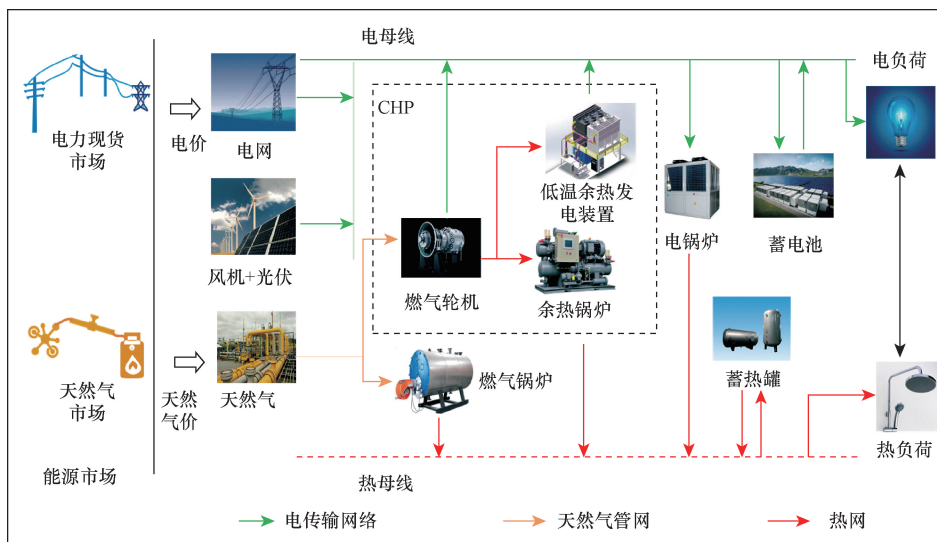 电母线
电负荷
CHP
电力现货
市场
电价
电网
低温余热发
电装置
电锅炉
蓄电池
风机+光伏
燃气轮机
余热锅炉
天然气
市场
天然
气价
天然气
燃气锅炉
蓄热罐
热负荷
能源市场
热母线
电传输网络
天然气管网
热网